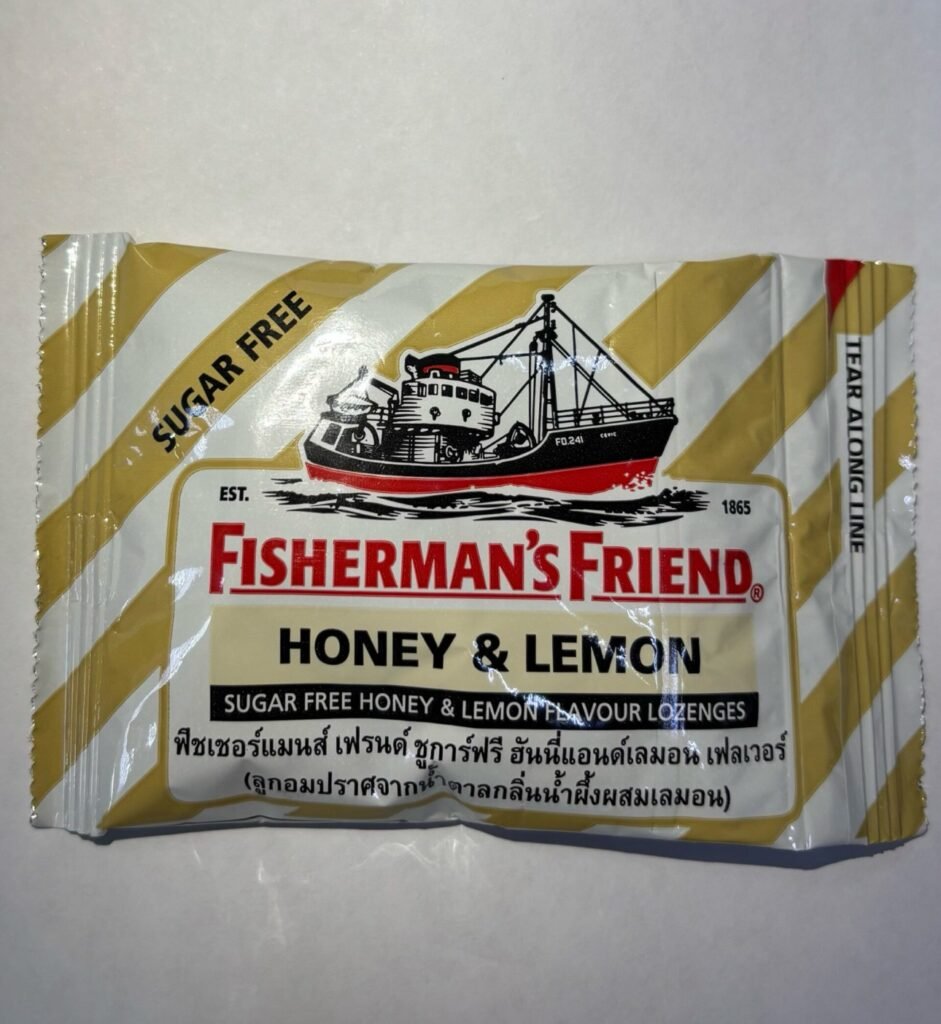 SUGAR FREE
TEAR ALONG LINE
FD.241 CEVIC
EST. 1865
FISHERMAN'S FRIEND®
HONEY & LEMON
SUGAR FREE HONEY & LEMON FLAVOUR LOZENGES
ฟิชเชอร์แมนส์ เฟรนด์ ชูการ์ฟรี ฮันนี่แอนด์เลมอน เฟลเวอร์
(ลูกอมปราศจากน้ำตาลกลิ่นน้ำผึ้งผสมเลมอน)